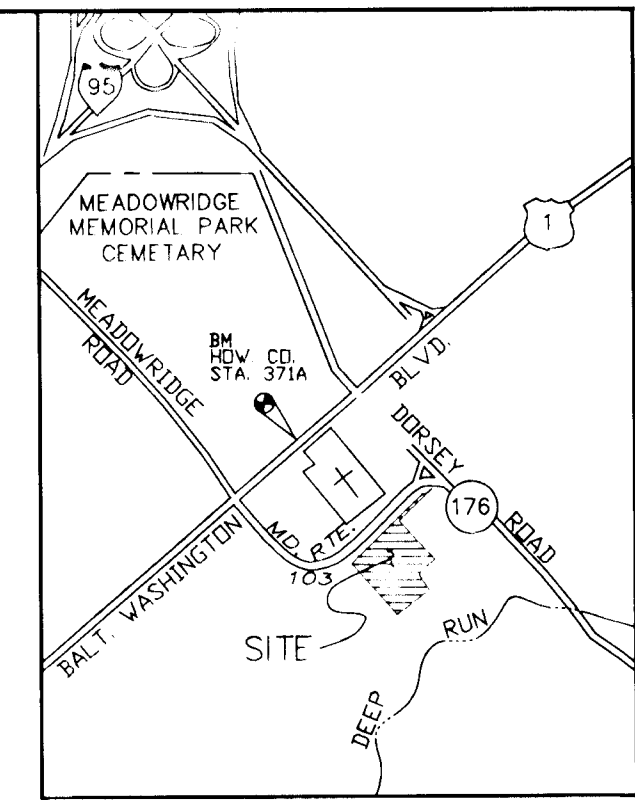 95
MEADOWRIDGE
MEMORIAL PARK
CEMETARY
1
MEADOWRIDGE
ROAD
BM
HOW. CO.
STA. 371A
BLVD.
DORSEY
ROAD
176
MD. RTE.
103
BALT. WASHINGTON
SITE
RUN
DEEP